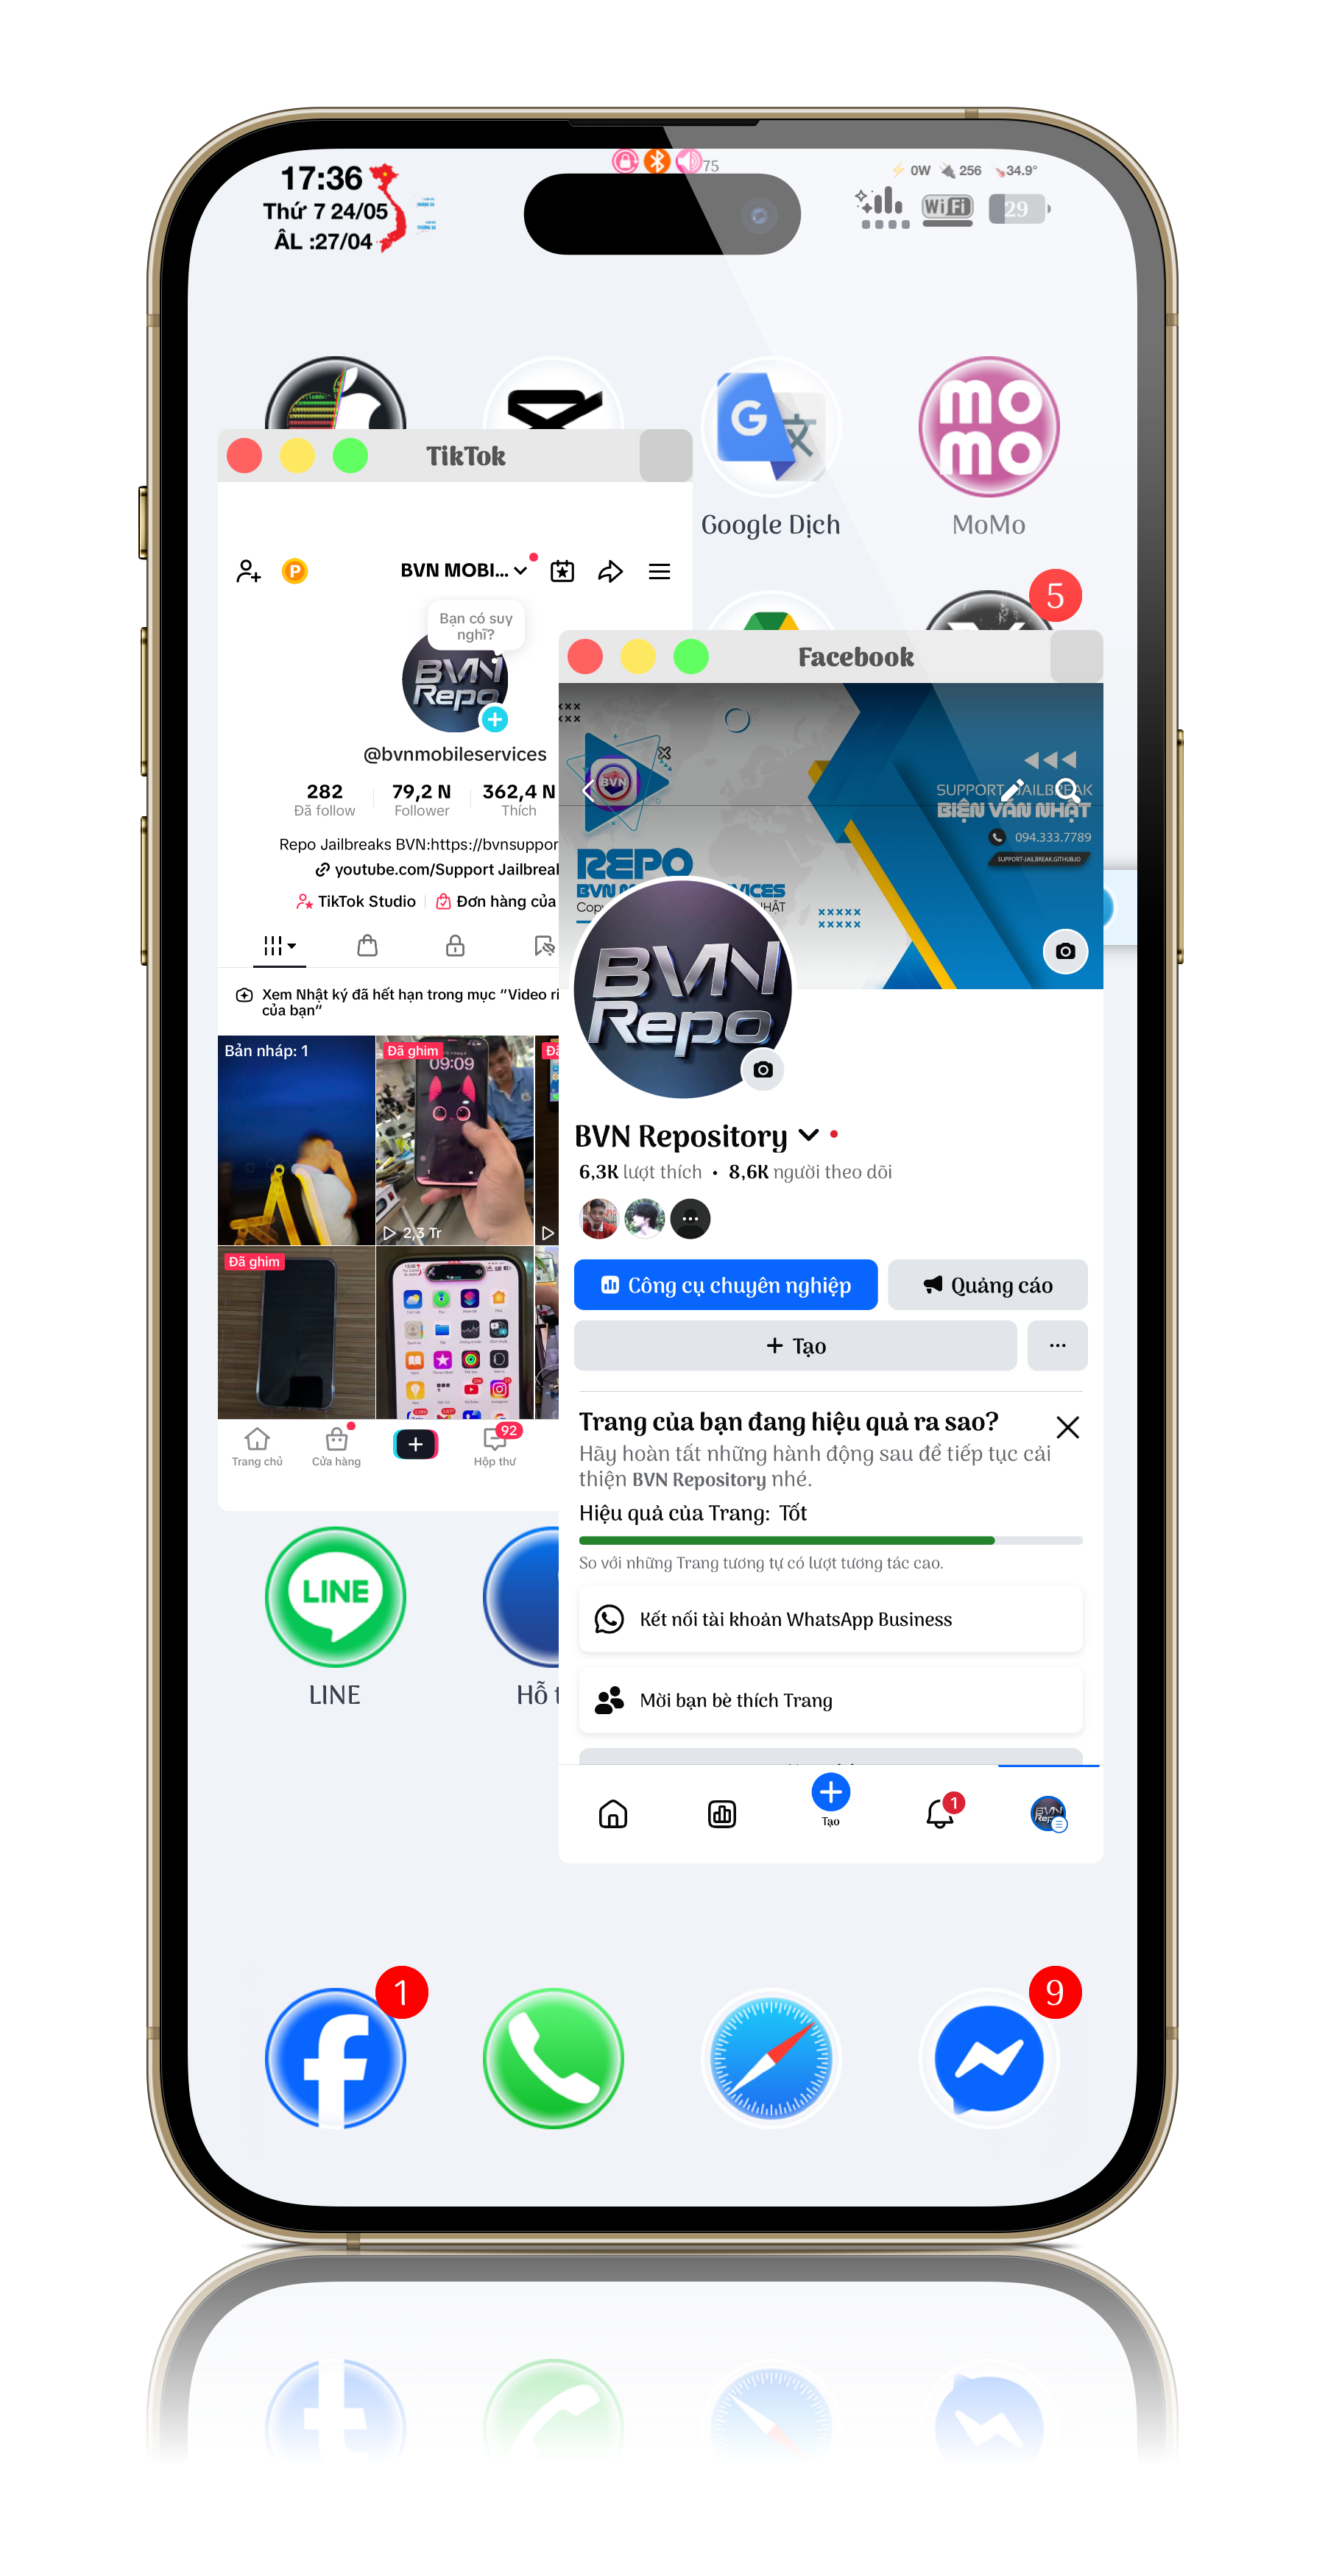 17:36
Thứ 7 24/05
ÂL :27/04
75
0W 256 34.9°
WiFi
29
Google Dịch
mo
mo
MoMo
5
TikTok
BVN MOBI...
Bạn có suy
nghĩ?
BVN
Repo
@bvnmobileservices
282
Đã follow
79,2 N
Follower
362,4 N
Thích
Repo Jailbreaks BVN:https://bvnsuppor
youtube.com/Support Jailbreak
TikTok Studio
Đơn hàng của
Xem Nhật ký đã hết hạn trong mục “Video ri
của bạn”
Bản nháp: 1
Đã ghim
09:09
2,3 Tr
Đã ghim
Trang chủ
Cửa hàng
92
Hộp thư
Facebook
BVN
SUPPORT JAILBREAK
BIỆN VĂN NHẬT
094.333.7789
SUPPORT-JAILBREAK.GITHUB.IO
REPO
BVN
BVN
Repo
BVN Repository
6,3K lượt thích • 8,6K người theo dõi
Công cụ chuyên nghiệp
Quảng cáo
Tạo
Trang của bạn đang hiệu quả ra sao?
Hãy hoàn tất những hành động sau để tiếp tục cải
thiện BVN Repository nhé.
Hiệu quả của Trang: Tốt
So với những Trang tương tự có lượt tương tác cao.
Kết nối tài khoản WhatsApp Business
Mời bạn bè thích Trang
Tạo
1
LINE
LINE
Hỗ t
1
9